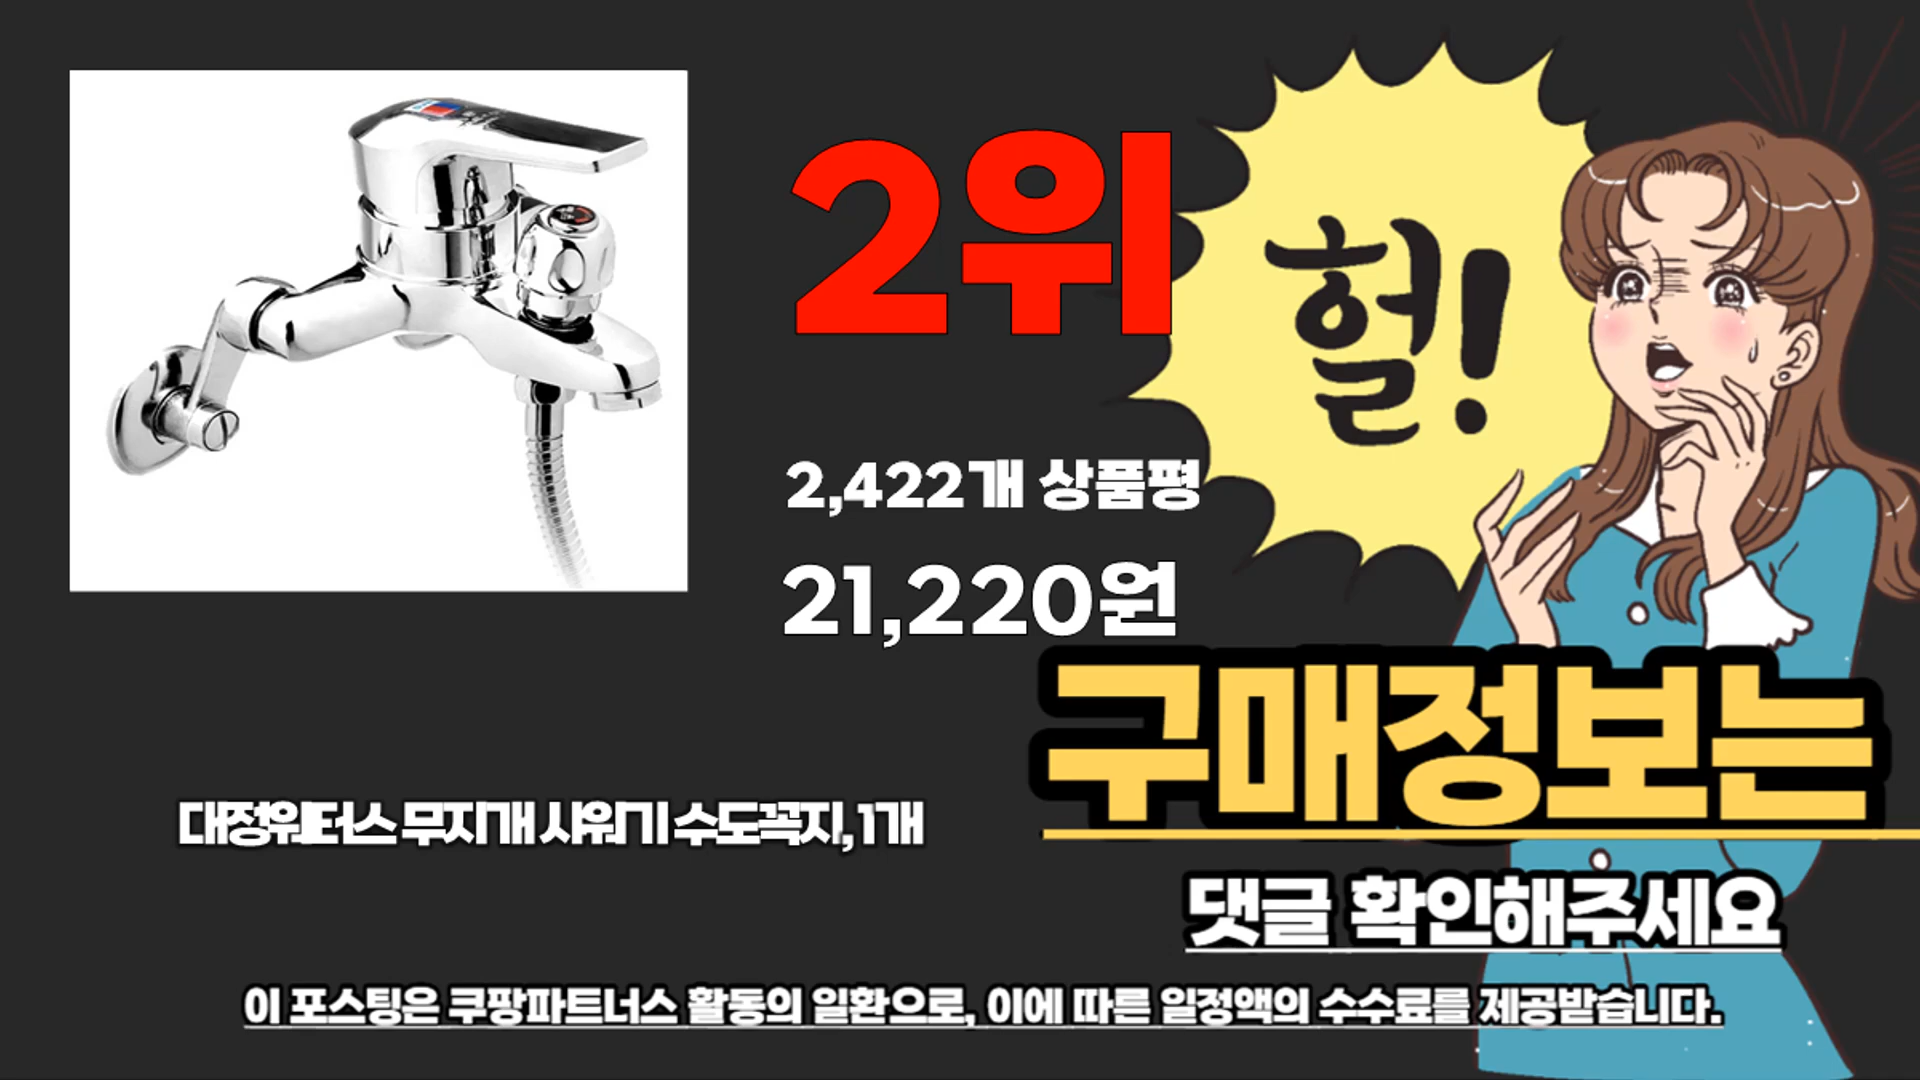 2위
헐!
2,422개 상품평
21,220원
구매정보는
대정워터스 무지개 샤워기 수도꼭지, 1개
댓글 확인해주세요
이 포스팅은 쿠팡파트너스 활동의 일환으로, 이에 따른 일정액의 수수료를 제공받습니다.